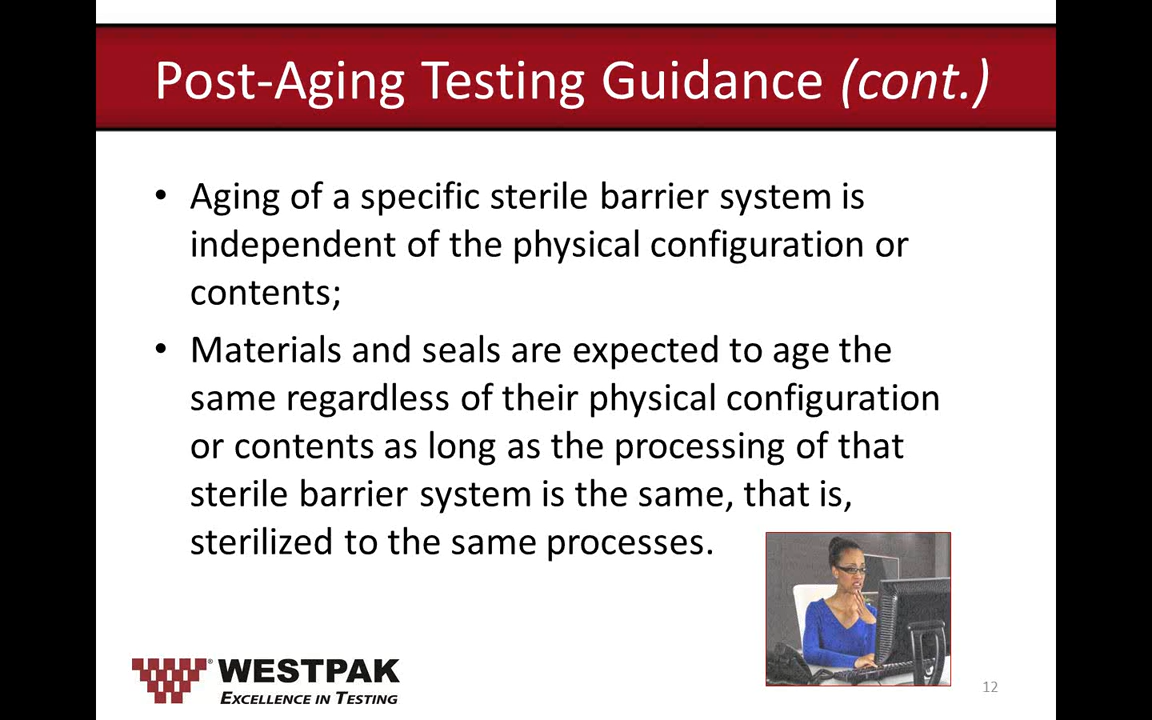 Post-Aging Testing Guidance (cont.)
• Aging of a specific sterile barrier system is
independent of the physical configuration or
contents;
• Materials and seals are expected to age the
same regardless of their physical configuration
or contents as long as the processing of that
sterile barrier system is the same, that is,
sterilized to the same processes.
WESTPAK
EXCELLENCE IN TESTING
12